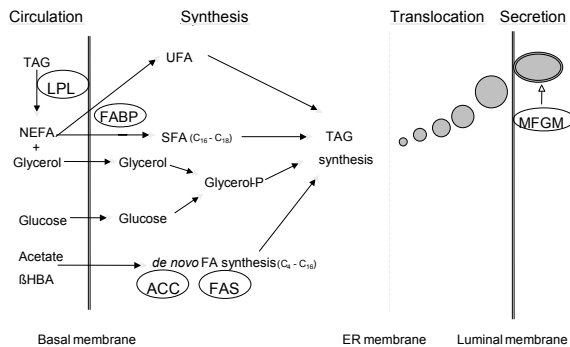 Circulation Synthesis Translocation Secretion
TAG UFA
LPL
FABP
NEFA SFA (C16 - C18) TAG
+ synthesis
MFGM
Glycerol Glycerol
Glycerol-P
Glucose Glucose
Acetate de novo FA synthesis (C4 - C16)
ßHBA
ACC FAS
Basal membrane ER membrane Luminal membrane